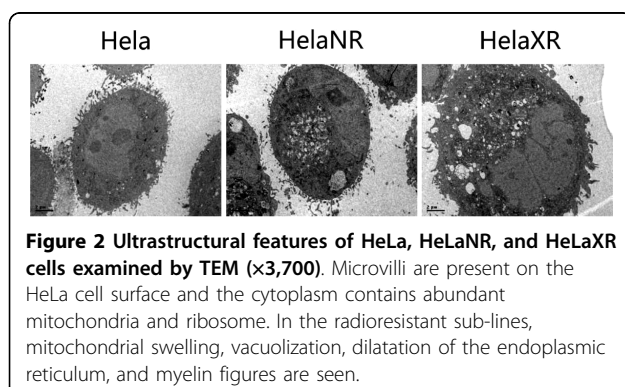 Hela HelaNR HelaXR
Figure 2 Ultrastructural features of HeLa, HeLaNR, and HeLaXR
cells examined by TEM (×3,700). Microvilli are present on the
HeLa cell surface and the cytoplasm contains abundant
mitochondria and ribosome. In the radioresistant sub-lines,
mitochondrial swelling, vacuolization, dilatation of the endoplasmic
reticulum, and myelin figures are seen.